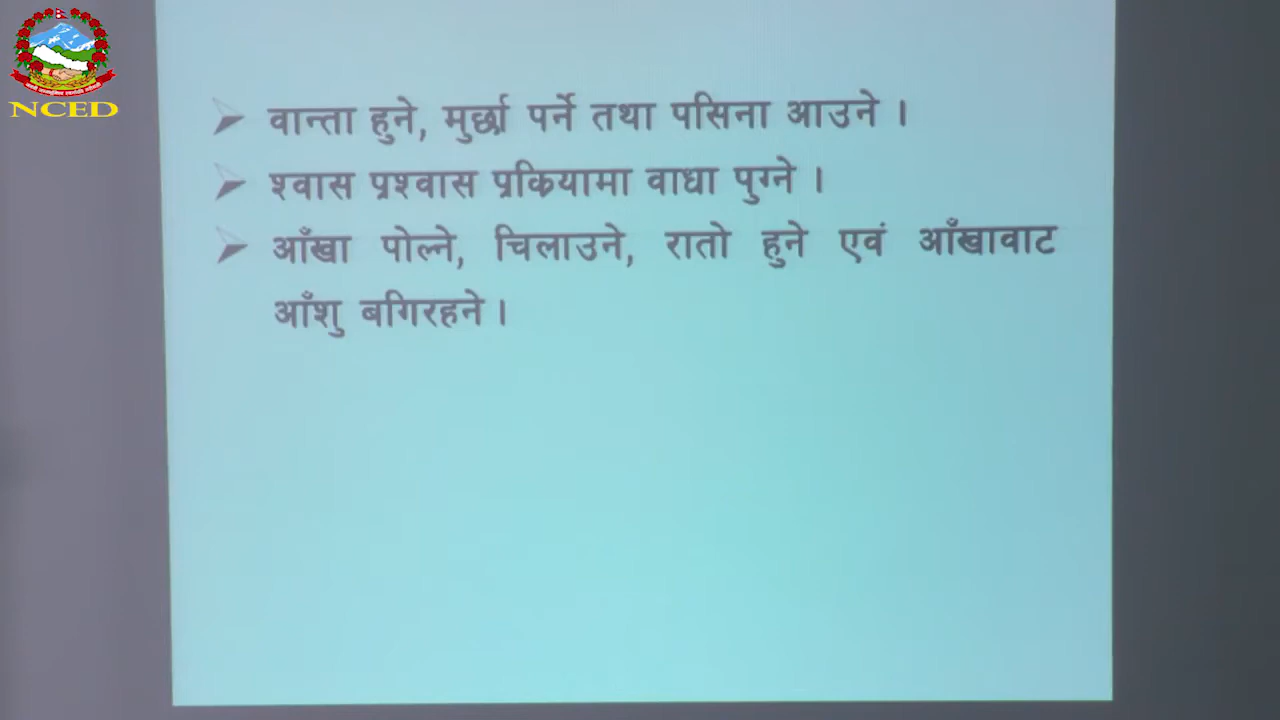 NCED
वान्ता हुने, मुर्छा पर्ने तथा पसिना आउने ।
श्वास प्रश्वास प्रकियामा वाधा पुग्ने ।
आँखा पोल्ने, चिलाउने, रातो हुने एवं आँखावाट
आँशु बगिरहने ।